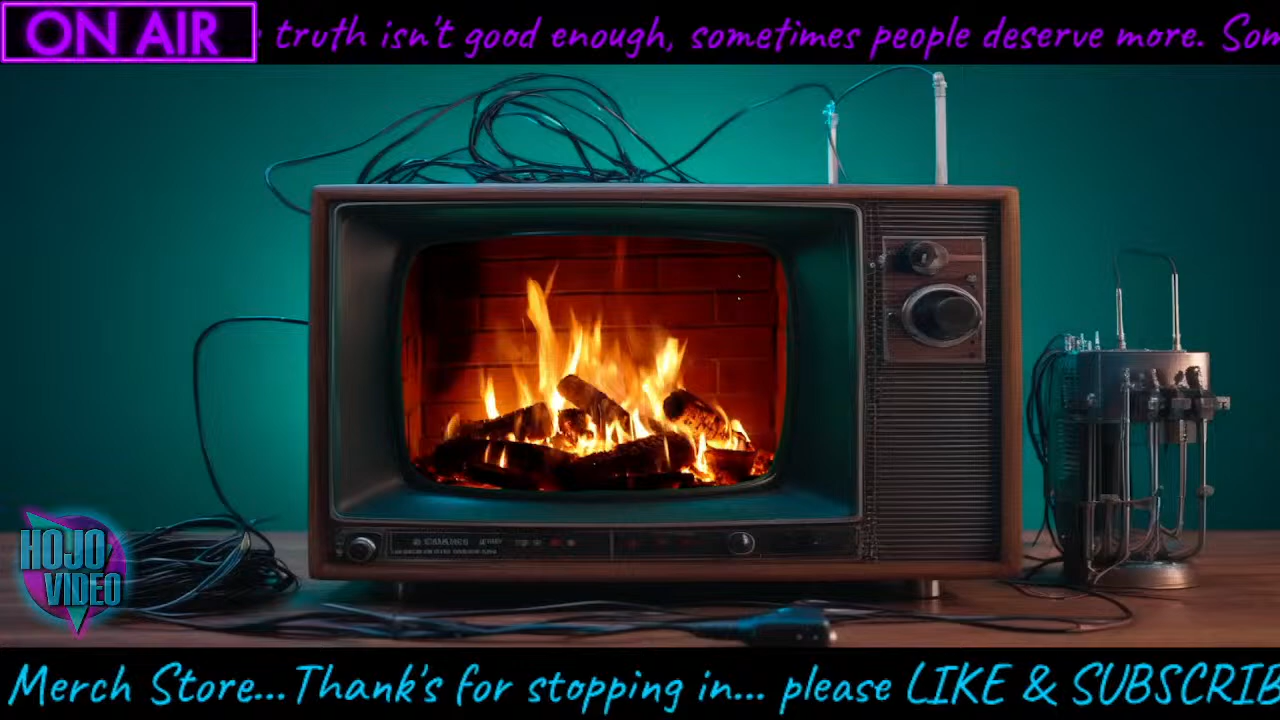 ON AIR
truth isn't good enough, sometimes people deserve more. Som
HOJO
VIDEO
Merch Store... Thank's for stopping in... please LIKE & SUBSCRIB